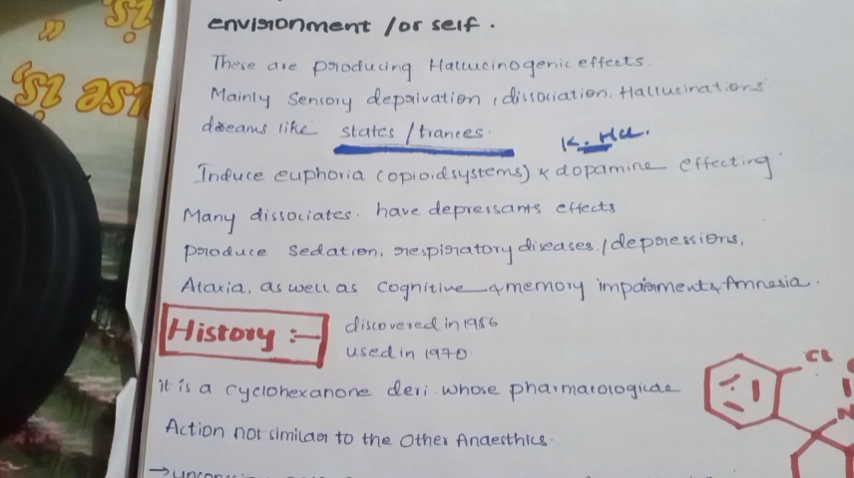 environment /or self.
These are producing Hallucinogenic effects.
Mainly Sensory deprivation, dissociation, Hallucinations
dreams like states / trances.
K. Hcl.
Induce euphoria (opioid systems) & dopamine effecting
Many dissociates. have depressants effects
produce sedation, respiratory diseases / depressions,
Ataxia, as well as cognitive & memory impairment & Amnesia.
History :-
discovered in 1956
used in 1970
it is a cyclohexanone deri. whose pharmacologicae
Cl
N
Action not similar to the Other Anaesthics.